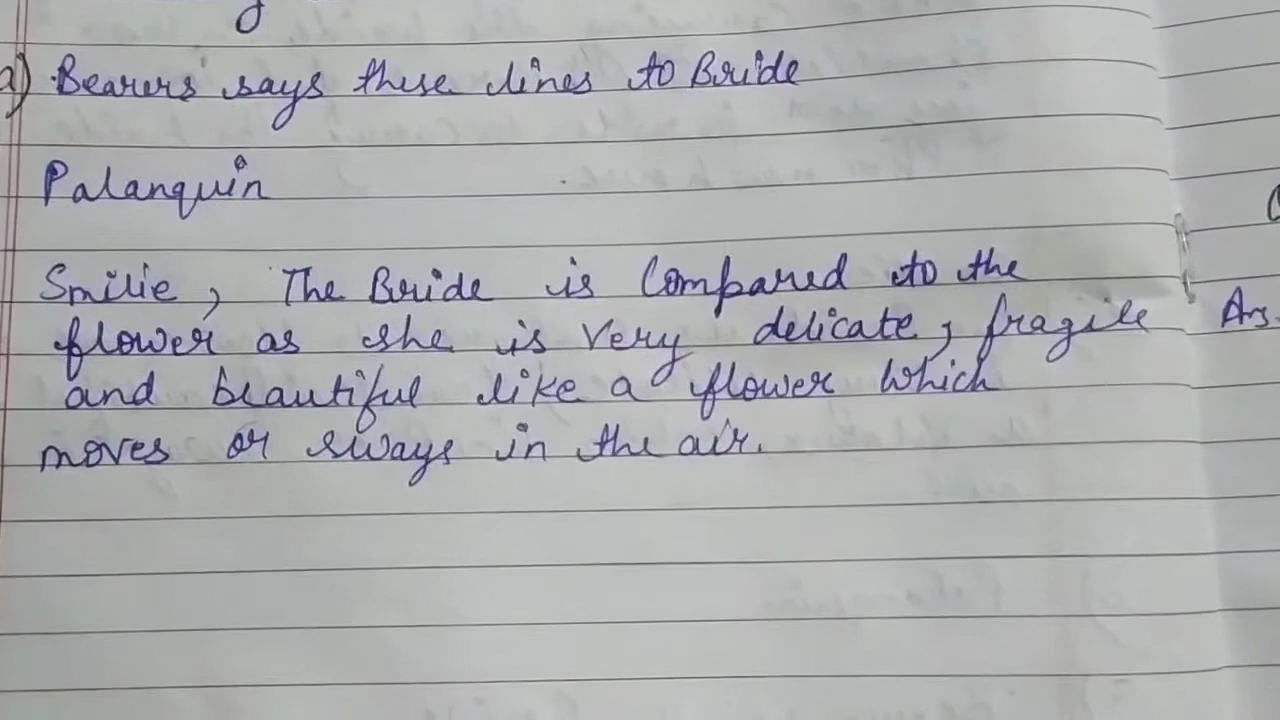 a) Bearers says these lines to Bride
Palanquin
Smilie, The Bride is Compared to the
flower as she is Very delicate, fragile
and beautiful like a flower which
moves or sways in the air.
Ans.